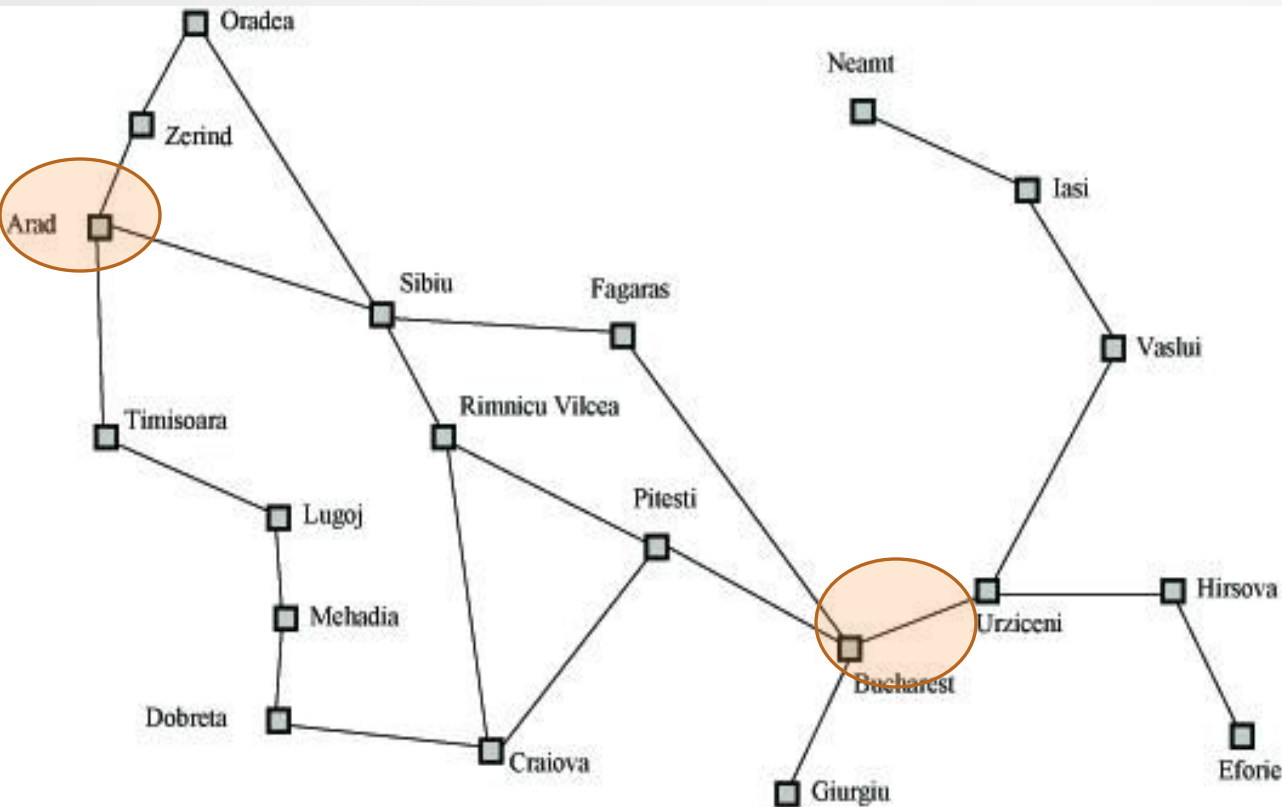 Oradea
Neamt
Zerind
Iasi
Arad
Sibiu
Fagaras
Vaslui
Rimnicu Vilcea
Timisoara
Pitesti
Lugoj
Hirsova
Mehadia
Urziceni
Bucharest
Dobreta
Craiova
Eforie
Giurgiu